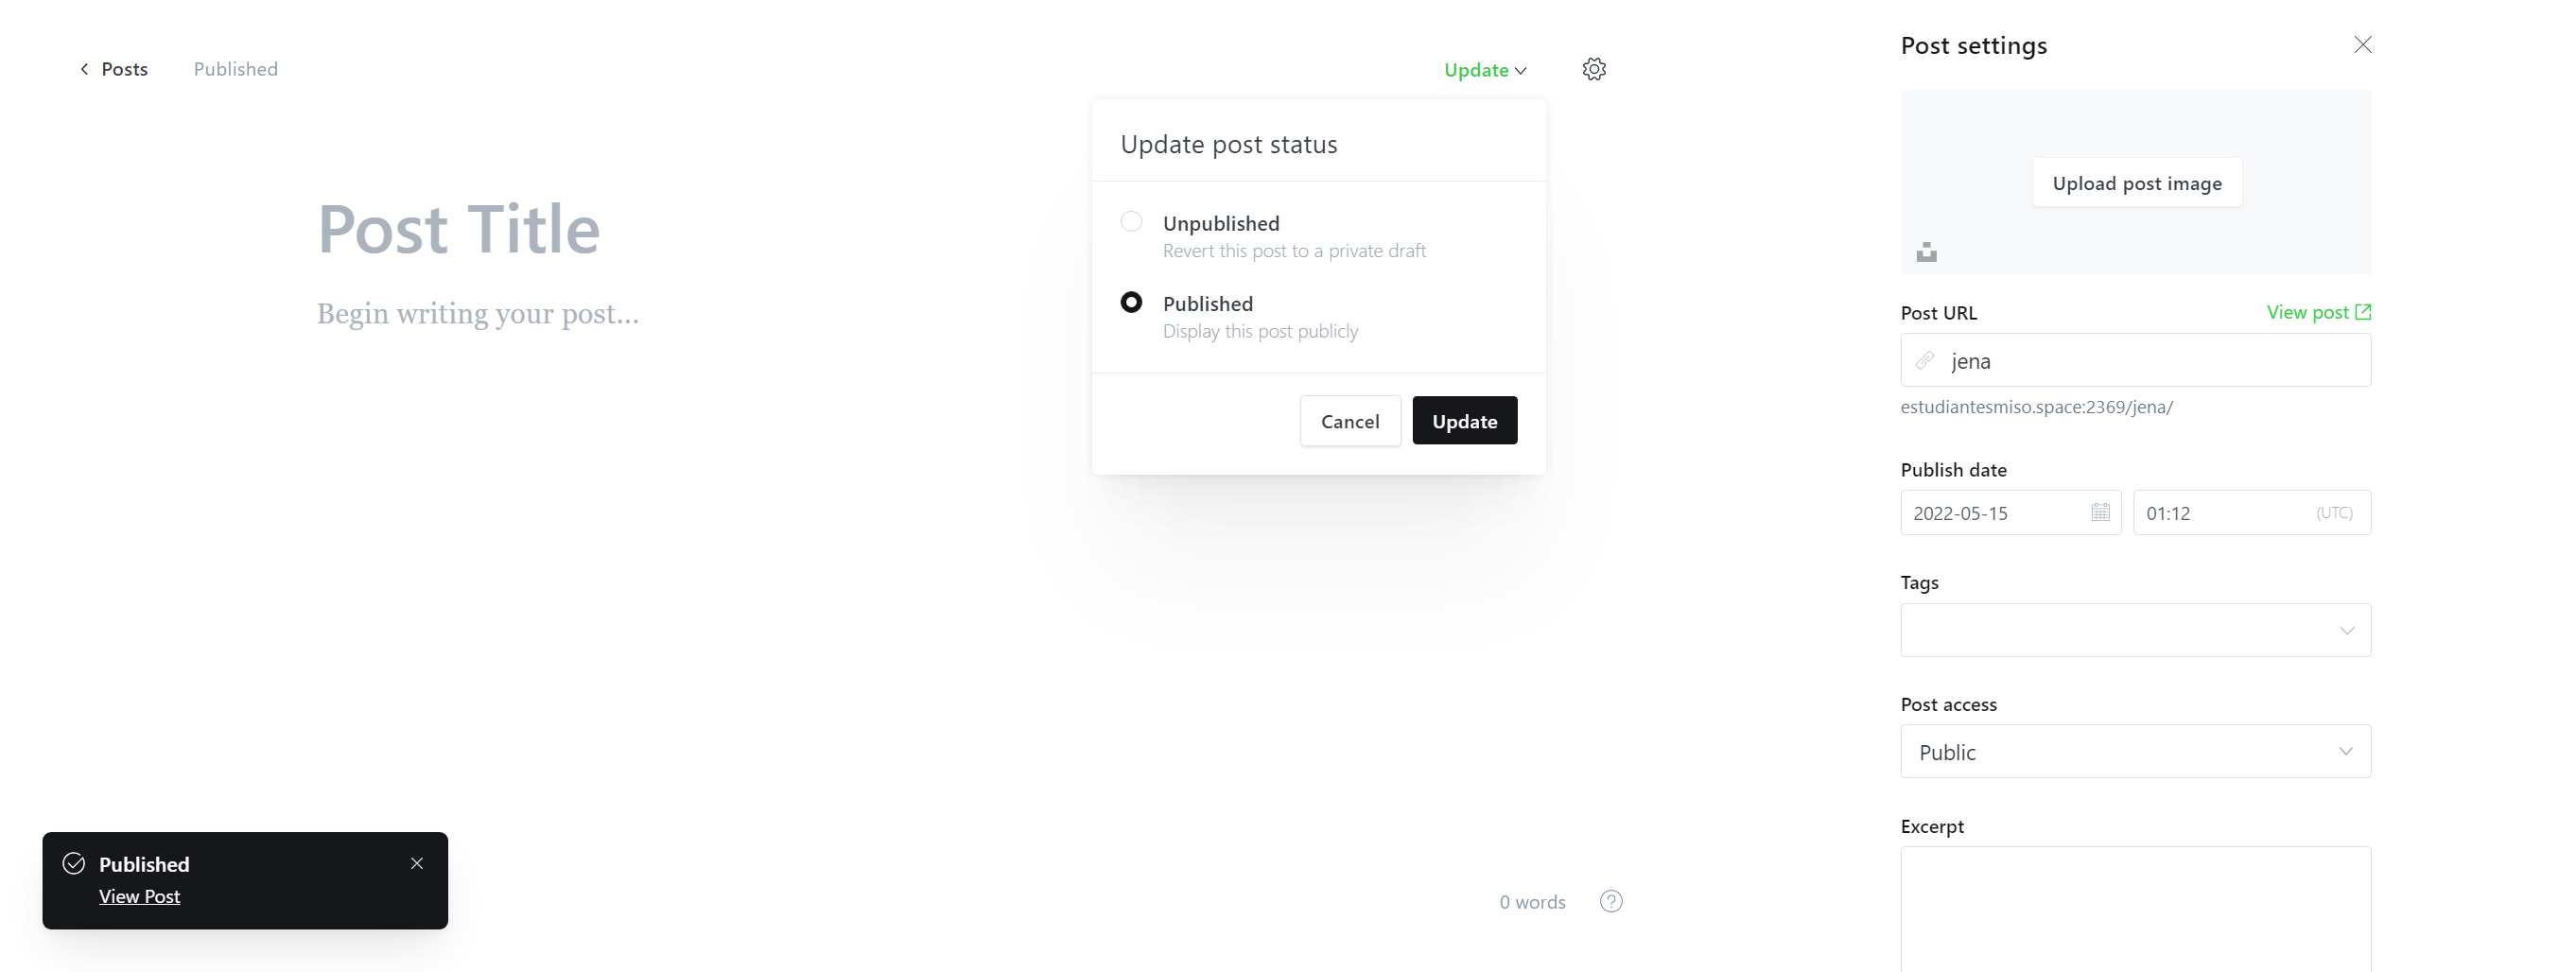 Posts
Published
Update
Update post status
Unpublished
Revert this post to a private draft
Published
Display this post publicly
Cancel
Update
Post Title
Begin writing your post...
Published
View Post
0 words
?
Post settings
Upload post image
Post URL
View post
jena
estudiantesmiso.space:2369/jena/
Publish date
2022-05-15
01:12
(UTC)
Tags
Post access
Public
Excerpt